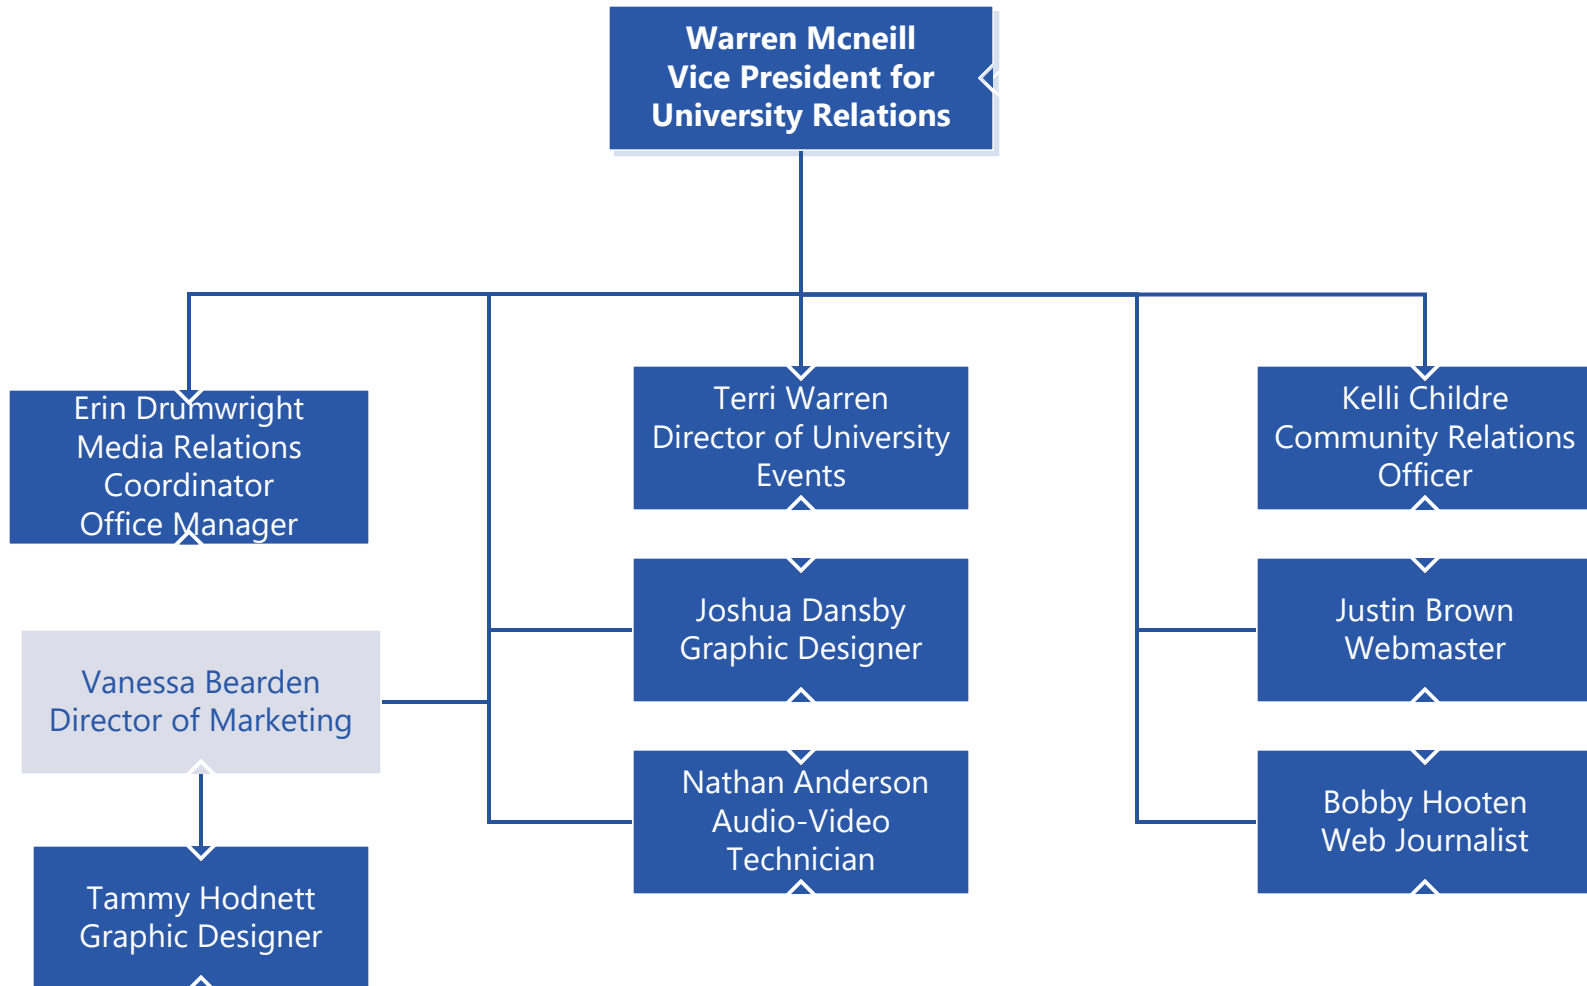 Warren Mcneill
Vice President for
University Relations
Erin Drumwright
Media Relations
Coordinator
Office Manager
Terri Warren
Director of University
Events
Kelli Childre
Community Relations
Officer
Vanessa Bearden
Director of Marketing
Joshua Dansby
Graphic Designer
Justin Brown
Webmaster
Nathan Anderson
Audio-Video
Technician
Bobby Hooten
Web Journalist
Tammy Hodnett
Graphic Designer